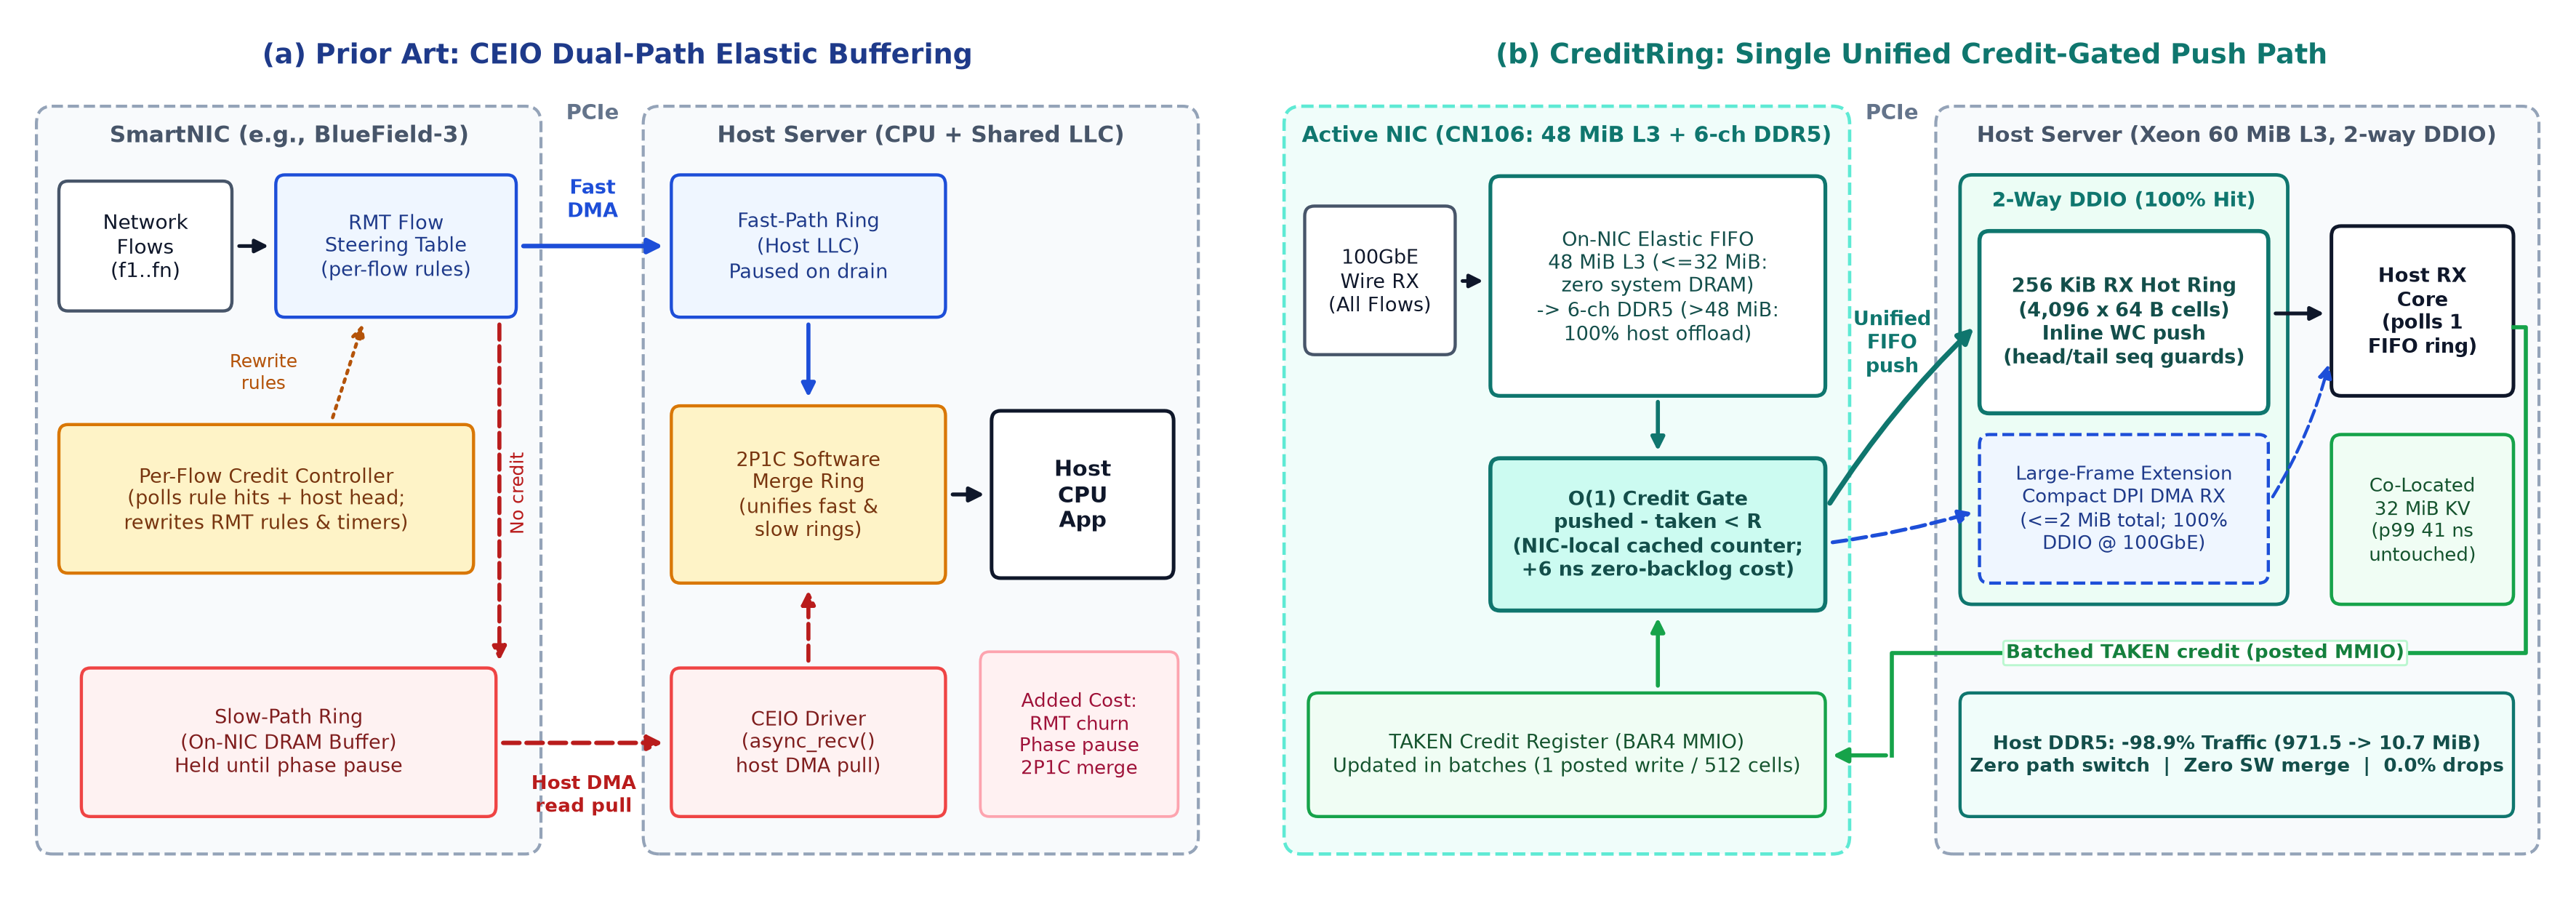 (a) Prior Art: CEIO Dual-Path Elastic Buffering
SmartNIC (e.g., BlueField-3)
PCIe
Host Server (CPU + Shared LLC)
Network
Flows
(f1..fn)
RMT Flow
Steering Table
(per-flow rules)
Fast
DMA
Fast-Path Ring
(Host LLC)
Paused on drain
Rewrite
rules
Per-Flow Credit Controller
(polls rule hits + host head;
rewrites RMT rules & timers)
No credit
2P1C Software
Merge Ring
(unifies fast &
slow rings)
Host
CPU
App
Slow-Path Ring
(On-NIC DRAM Buffer)
Held until phase pause
Host DMA
read pull
CEIO Driver
(async_recv()
host DMA pull)
Added Cost:
RMT churn
Phase pause
2P1C merge
(b) CreditRing: Single Unified Credit-Gated Push Path
Active NIC (CN106: 48 MiB L3 + 6-ch DDR5)
PCIe
Host Server (Xeon 60 MiB L3, 2-way DDIO)
100GbE
Wire RX
(All Flows)
On-NIC Elastic FIFO
48 MiB L3 (<=32 MiB:
zero system DRAM)
-> 6-ch DDR5 (>48 MiB:
100% host offload)
Unified
FIFO
push
2-Way DDIO (100% Hit)
256 KiB RX Hot Ring
(4,096 x 64 B cells)
Inline WC push
(head/tail seq guards)
Host RX
Core
(polls 1
FIFO ring)
O(1) Credit Gate
pushed - taken < R
(NIC-local cached counter;
+6 ns zero-backlog cost)
Large-Frame Extension
Compact DPI DMA RX
(<=2 MiB total; 100%
DDIO @ 100GbE)
Co-Located
32 MiB KV
(p99 41 ns
untouched)
Batched TAKEN credit (posted MMIO)
TAKEN Credit Register (BAR4 MMIO)
Updated in batches (1 posted write / 512 cells)
Host DDR5: -98.9% Traffic (971.5 -> 10.7 MiB)
Zero path switch | Zero SW merge | 0.0% drops